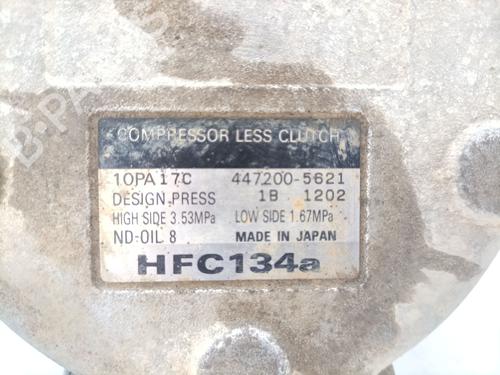 COMPRESSOR LESS CLUTCH
10PA17C 447200-5621
DESIGN PRESS 1B 1202
HIGH SIDE 3.53MPa LOW SIDE 1.67MPa
ND-OIL 8 MADE IN JAPAN
HFC134a